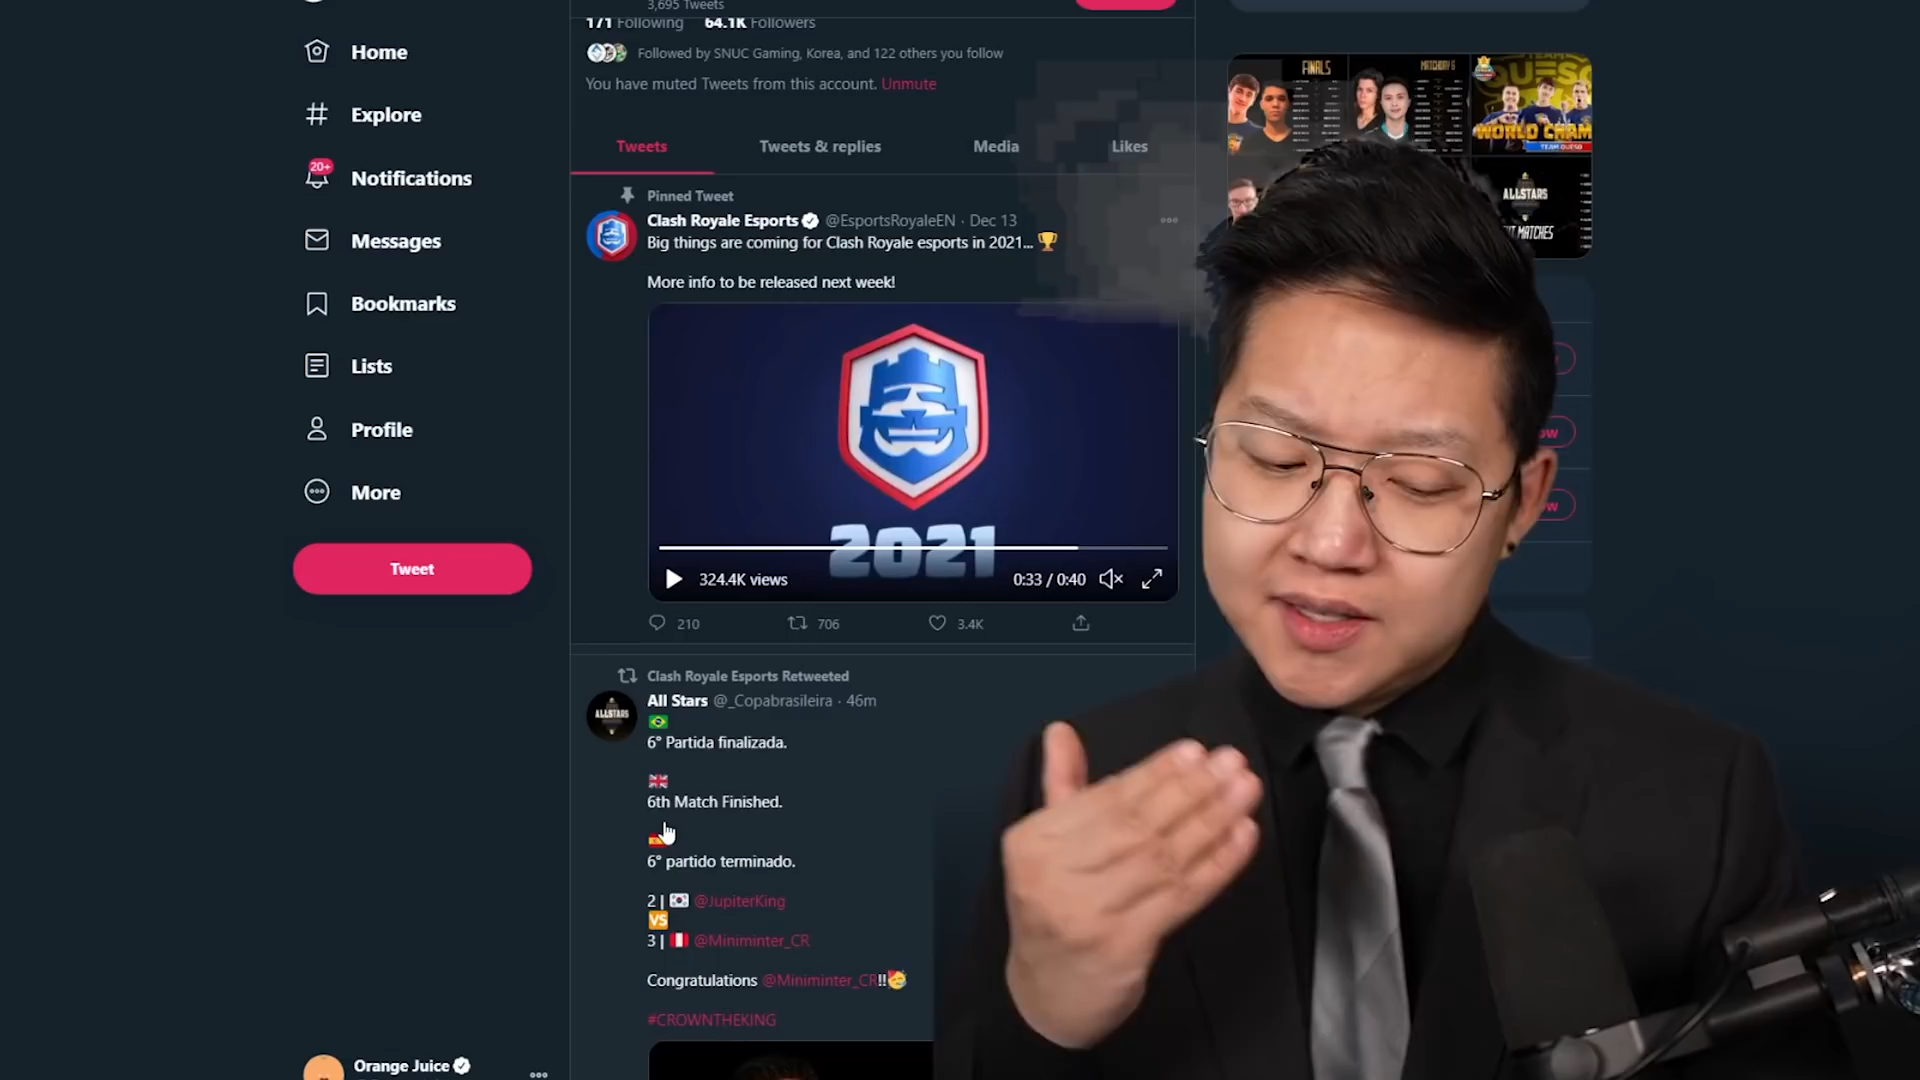 3,695 Tweets
171 Following 64.1K Followers
Followed by SNUC Gaming, Korea, and 122 others you follow
You have muted Tweets from this account. Unmute
Tweets Tweets & replies Media Likes
Home
Explore
20+
Notifications
Messages
Bookmarks
Lists
Profile
More
Tweet
Orange Juice
Pinned Tweet
Clash Royale Esports @EsportsRoyaleEN · Dec 13
Big things are coming for Clash Royale esports in 2021...
More info to be released next week!
2021
324.4K views 0:33 / 0:40
210 706 3.4K
Clash Royale Esports Retweeted
ALLSTARS
All Stars @_Copabrasileira · 46m
6° Partida finalizada.
6th Match Finished.
6° partido terminado.
2 | @JupiterKing
VS
3 | @Miniminter_CR
Congratulations @Miniminter_CR!!
#CROWNTHEKING
FINALS
MATCHDAY 6
WORLD CHAM
TEAM QUESO
ALLSTARS
MATCHES